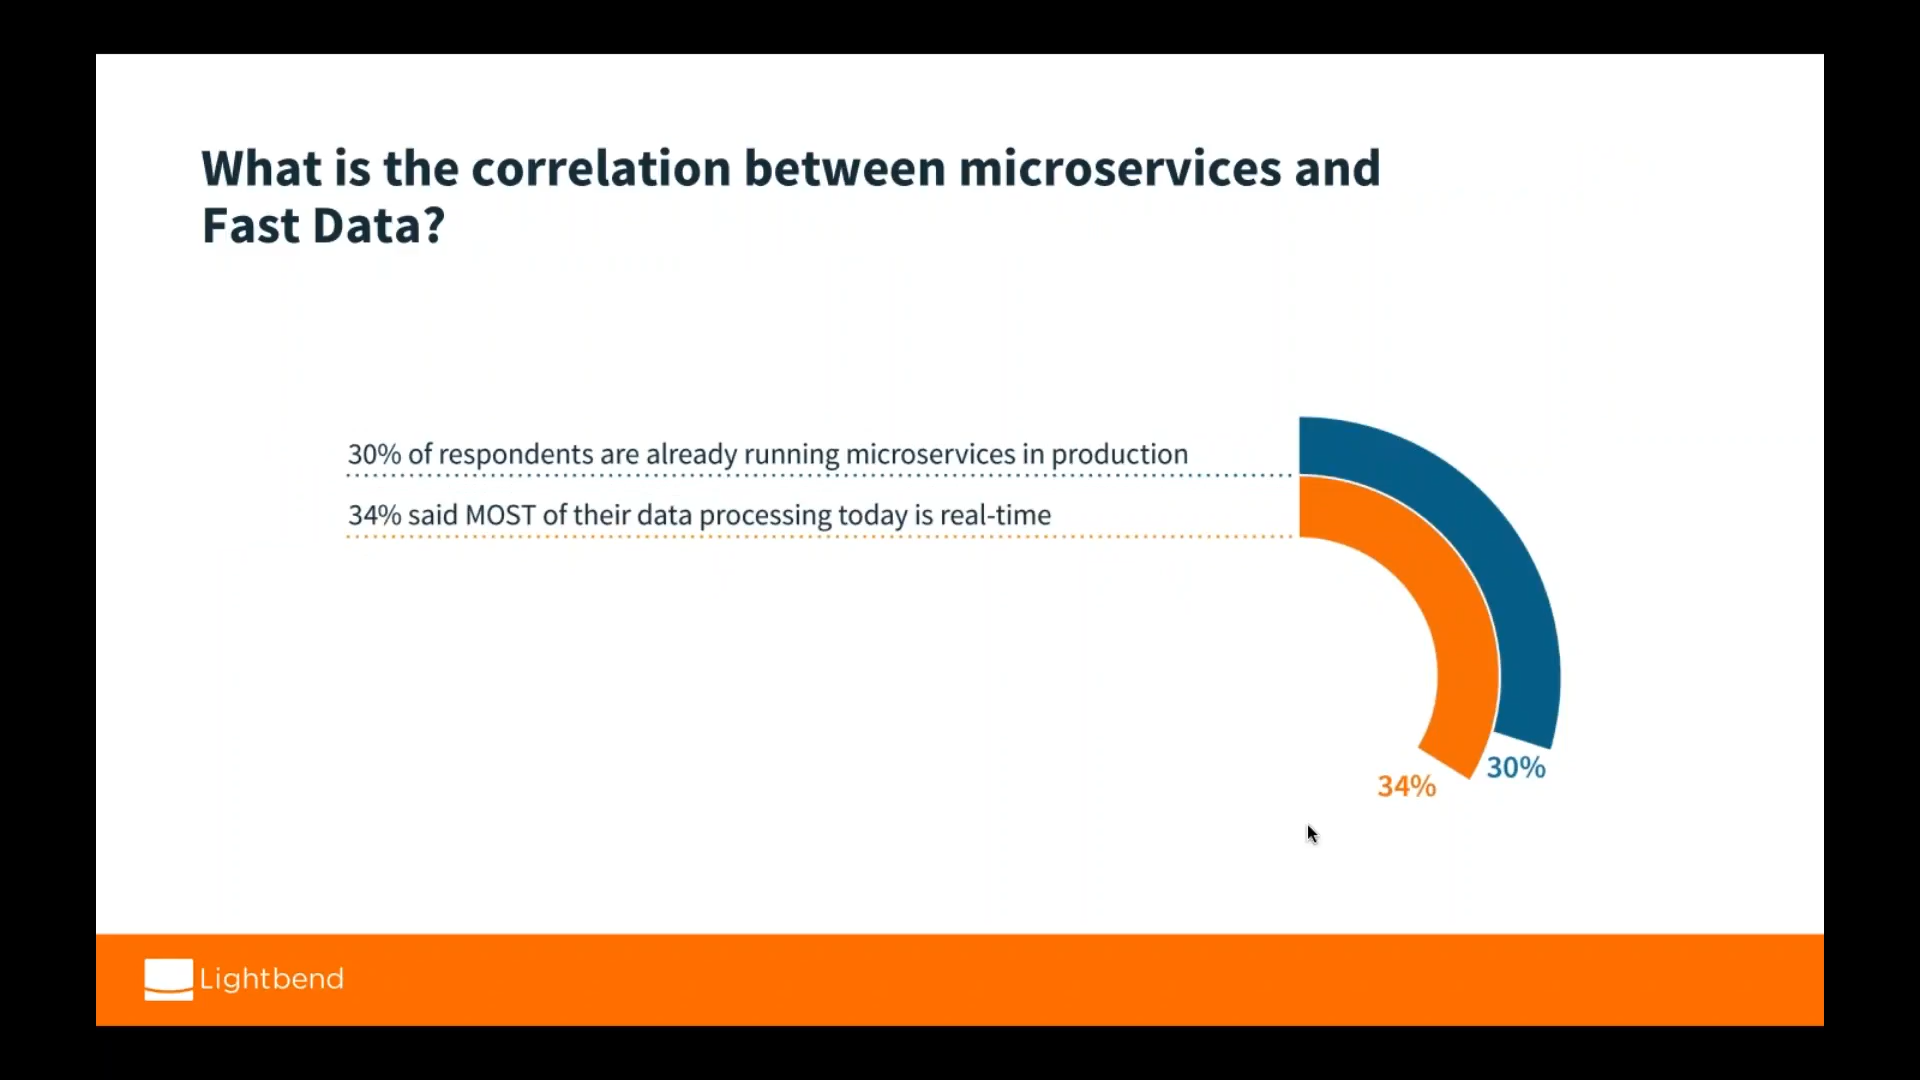 What is the correlation between microservices and
Fast Data?
30% of respondents are already running microservices in production
34% said MOST of their data processing today is real-time
30%
34%
Lightbend